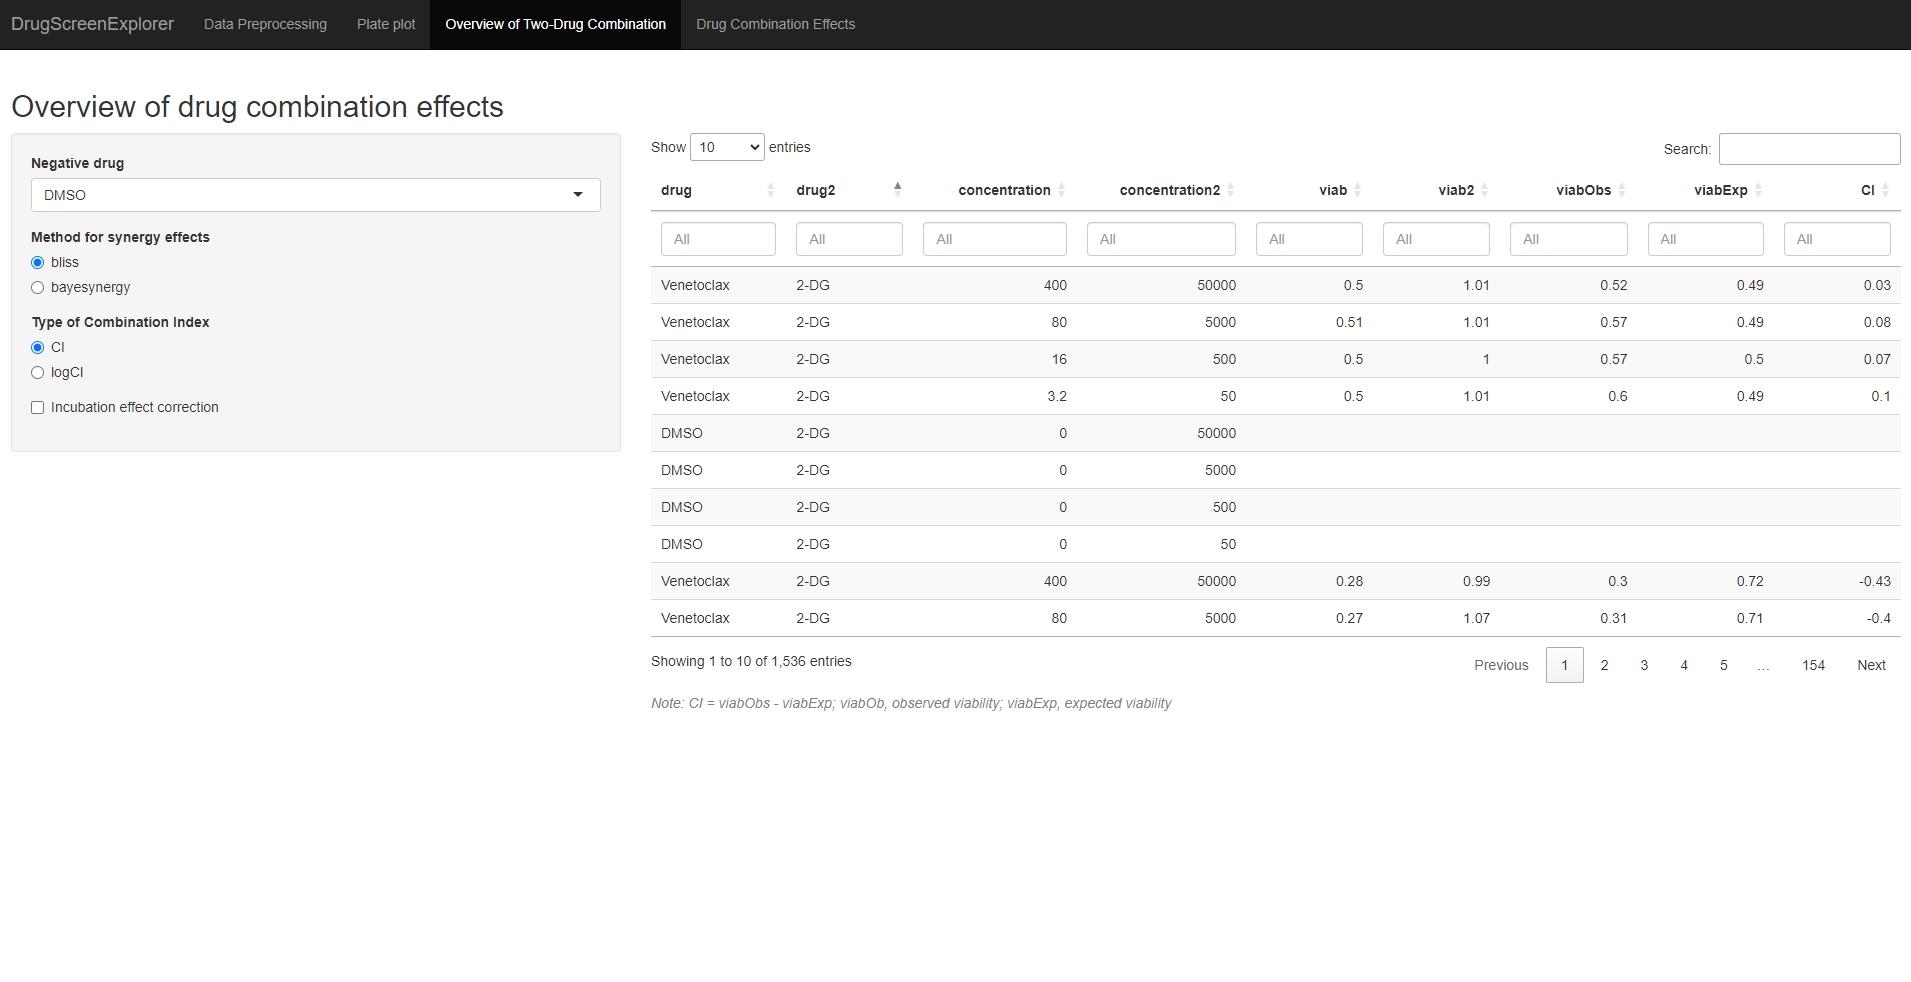 DrugScreenExplorer Data Preprocessing Plate plot Overview of Two-Drug Combination Drug Combination Effects
Overview of drug combination effects
Negative drug
DMSO
Method for synergy effects
bliss
bayesynergy
Type of Combination Index
CI
logCI
Incubation effect correction
Show 10 entries Search:
drug drug2 concentration concentration2 viab viab2 viabObs viabExp CI
All All All All All All All All All
Venetoclax 2-DG 400 50000 0.5 1.01 0.52 0.49 0.03
Venetoclax 2-DG 80 5000 0.51 1.01 0.57 0.49 0.08
Venetoclax 2-DG 16 500 0.5 1 0.57 0.5 0.07
Venetoclax 2-DG 3.2 50 0.5 1.01 0.6 0.49 0.1
DMSO 2-DG 0 50000
DMSO 2-DG 0 5000
DMSO 2-DG 0 500
DMSO 2-DG 0 50
Venetoclax 2-DG 400 50000 0.28 0.99 0.3 0.72 -0.43
Venetoclax 2-DG 80 5000 0.27 1.07 0.31 0.71 -0.4
Showing 1 to 10 of 1,536 entries Previous 1 2 3 4 5 … 154 Next
Note: CI = viabObs - viabExp; viabOb, observed viability; viabExp, expected viability